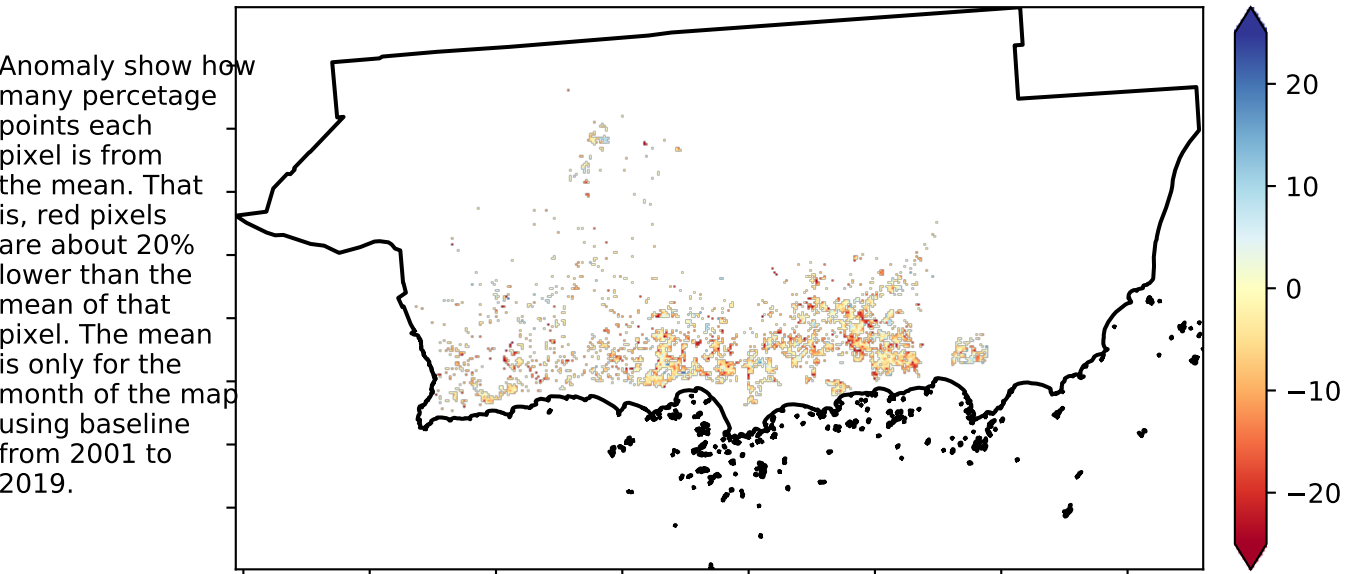 Anomaly show how
many percetage
points each
pixel is from
the mean. That
is, red pixels
are about 20%
lower than the
mean of that
pixel. The mean
is only for the
month of the map
using baseline
from 2001 to
2019.
20
10
0
−10
−20